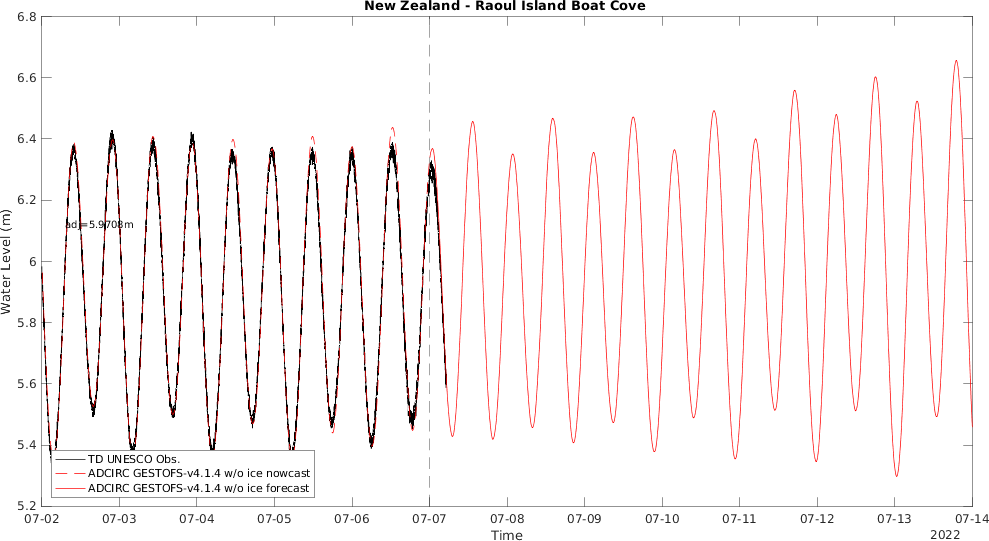 New Zealand - Raoul Island Boat Cove
Water Level (m)
6.8
6.6
6.4
6.2
6
5.8
5.6
5.4
5.2
adj=5.9708m
TD UNESCO Obs.
ADCIRC GESTOFS-v4.1.4 w/o ice nowcast
ADCIRC GESTOFS-v4.1.4 w/o ice forecast
07-02 07-03 07-04 07-05 07-06 07-07 07-08 07-09 07-10 07-11 07-12 07-13 07-14
Time
2022